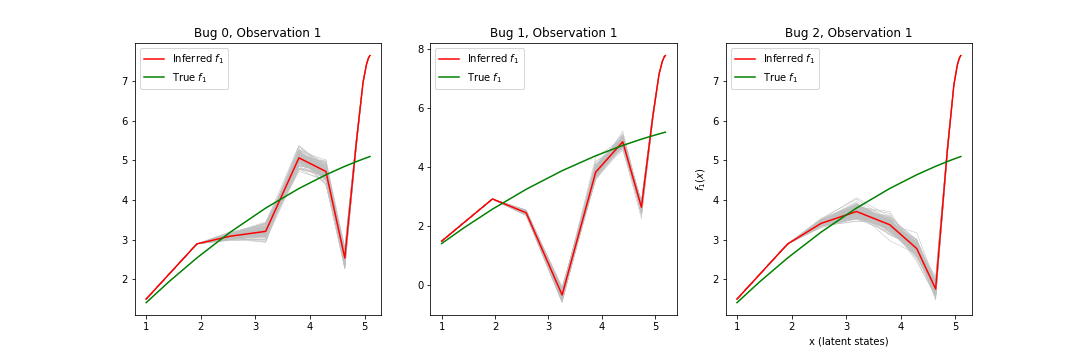 Bug 0, Observation 1
Inferred f₁
True f₁
7
6
5
4
3
2
1 2 3 4 5
Bug 1, Observation 1
Inferred f₁
True f₁
8
6
4
2
0
1 2 3 4 5
Bug 2, Observation 1
Inferred f₁
True f₁
f₁(x)
7
6
5
4
3
2
1 2 3 4 5
x (latent states)